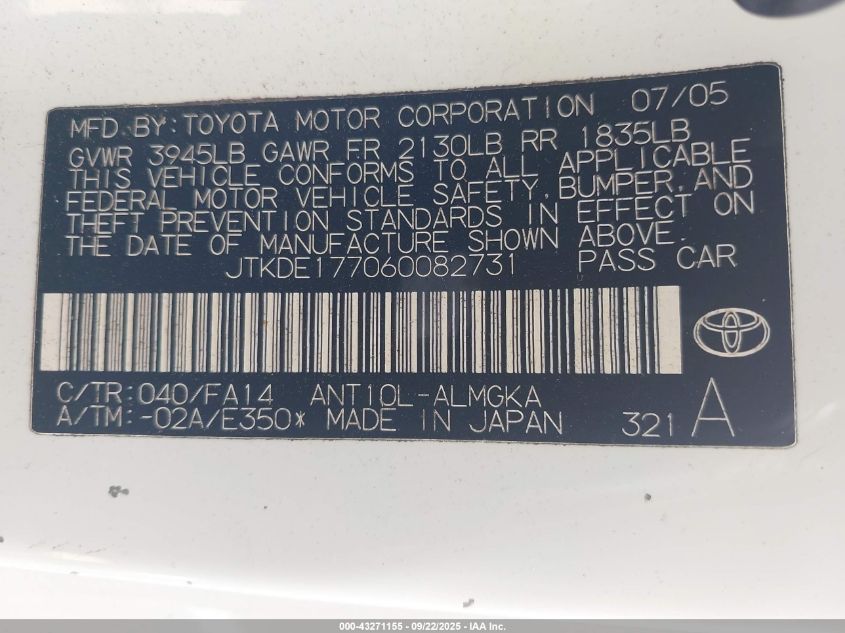 MFD BY: TOYOTA MOTOR CORPORATION 07/05
GVWR 3945LB GAWR FR 2130LB RR 1835LB
THIS VEHICLE CONFORMS TO ALL APPLICABLE
FEDERAL MOTOR VEHICLE SAFETY, BUMPER, AND
THEFT PREVENTION STANDARDS IN EFFECT ON
THE DATE OF MANUFACTURE SHOWN ABOVE.
JTKDE177060082731 PASS CAR
C/TR: 040/FA14 ANT10L-ALMGKA
A/TM: -02A/E350* MADE IN JAPAN 321 A
000-43271155 - 09/22/2025 - IAA Inc.